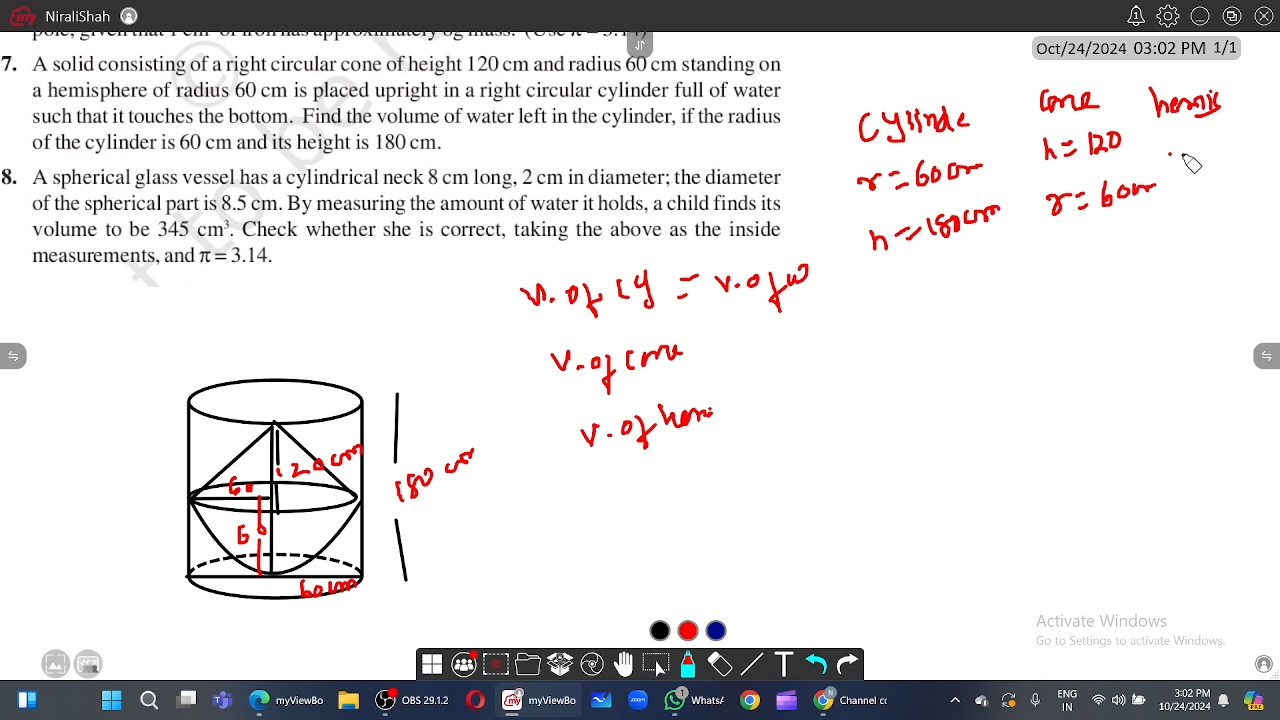 NiraliShah
Oct/24/2024 03:02 PM 1/1
7. A solid consisting of a right circular cone of height 120 cm and radius 60 cm standing on
a hemisphere of radius 60 cm is placed upright in a right circular cylinder full of water
such that it touches the bottom. Find the volume of water left in the cylinder, if the radius
of the cylinder is 60 cm and its height is 180 cm.
8. A spherical glass vessel has a cylindrical neck 8 cm long, 2 cm in diameter; the diameter
of the spherical part is 8.5 cm. By measuring the amount of water it holds, a child finds its
volume to be 345 cm³. Check whether she is correct, taking the above as the inside
measurements, and π = 3.14.
Cylinde
r = 60 cm
h = 180 cm
cone
h = 120
r = 60 cm
hemis
v. of cy = v. of w
v. of cone
v. of hemi
120 cm
60
60
60 cm
180 cm
Activate Windows
Go to Settings to activate Windows.
myViewBo
OBS 29.12
myViewBo
WhatsA
Chrome
Connected co
ENG
IN
3:02 PM
10/24/2024